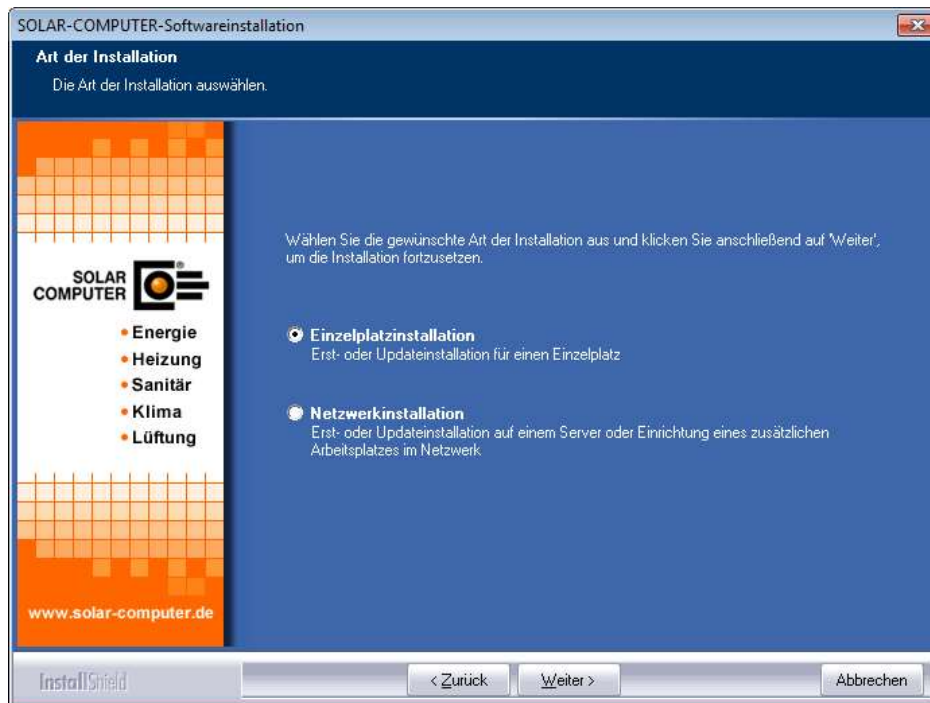 SOLAR-COMPUTER-Softwareinstallation
Art der Installation
Die Art der Installation auswählen.
Wählen Sie die gewünschte Art der Installation aus und klicken Sie anschließend auf 'Weiter',
um die Installation fortzusetzen.
SOLAR
COMPUTER
®
• Energie
• Heizung
• Sanitär
• Klima
• Lüftung
Einzelplatzinstallation
Erst- oder Updateinstallation für einen Einzelplatz
Netzwerkinstallation
Erst- oder Updateinstallation auf einem Server oder Einrichtung eines zusätzlichen
Arbeitsplatzes im Netzwerk
www.solar-computer.de
InstallShield
< Zurück
Weiter >
Abbrechen